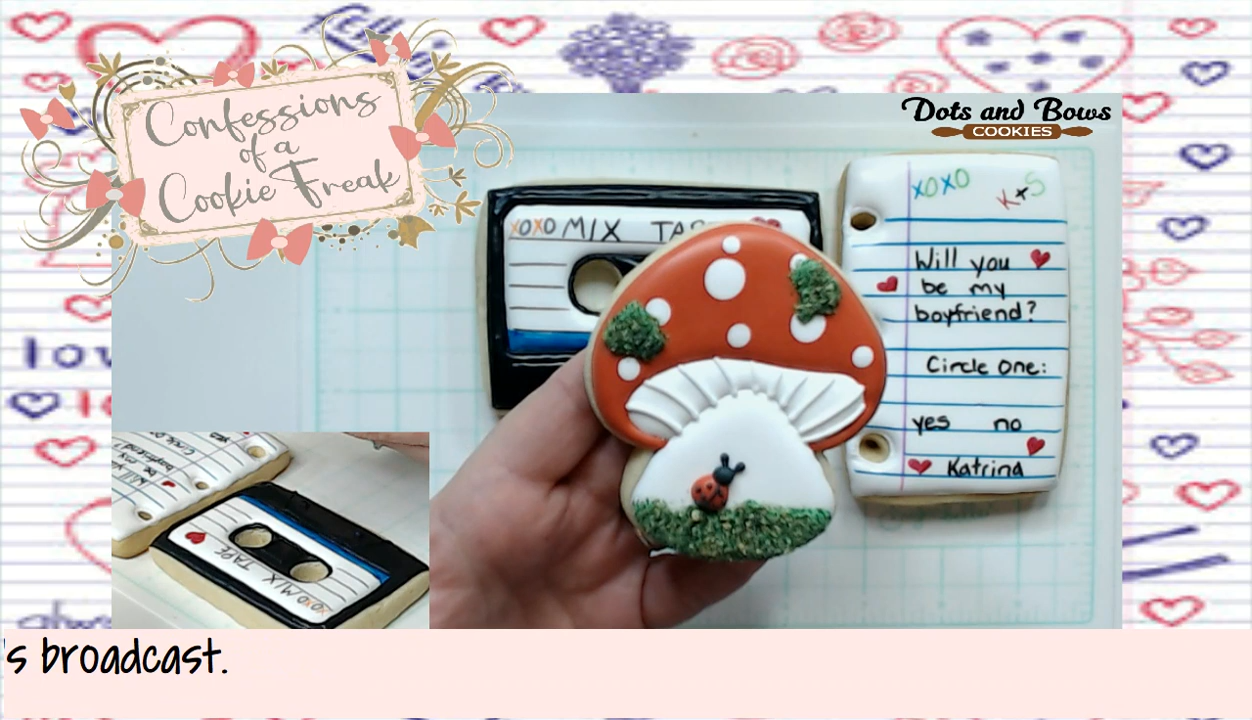 Confessions
of a
Cookie Freak
Dots and Bows
COOKIES
XOXO MIX
XOXO
K+S
Will you
be my
boyfriend?
Circle One:
yes no
Katrina
XOXO MIX TAPE
's broadcast.